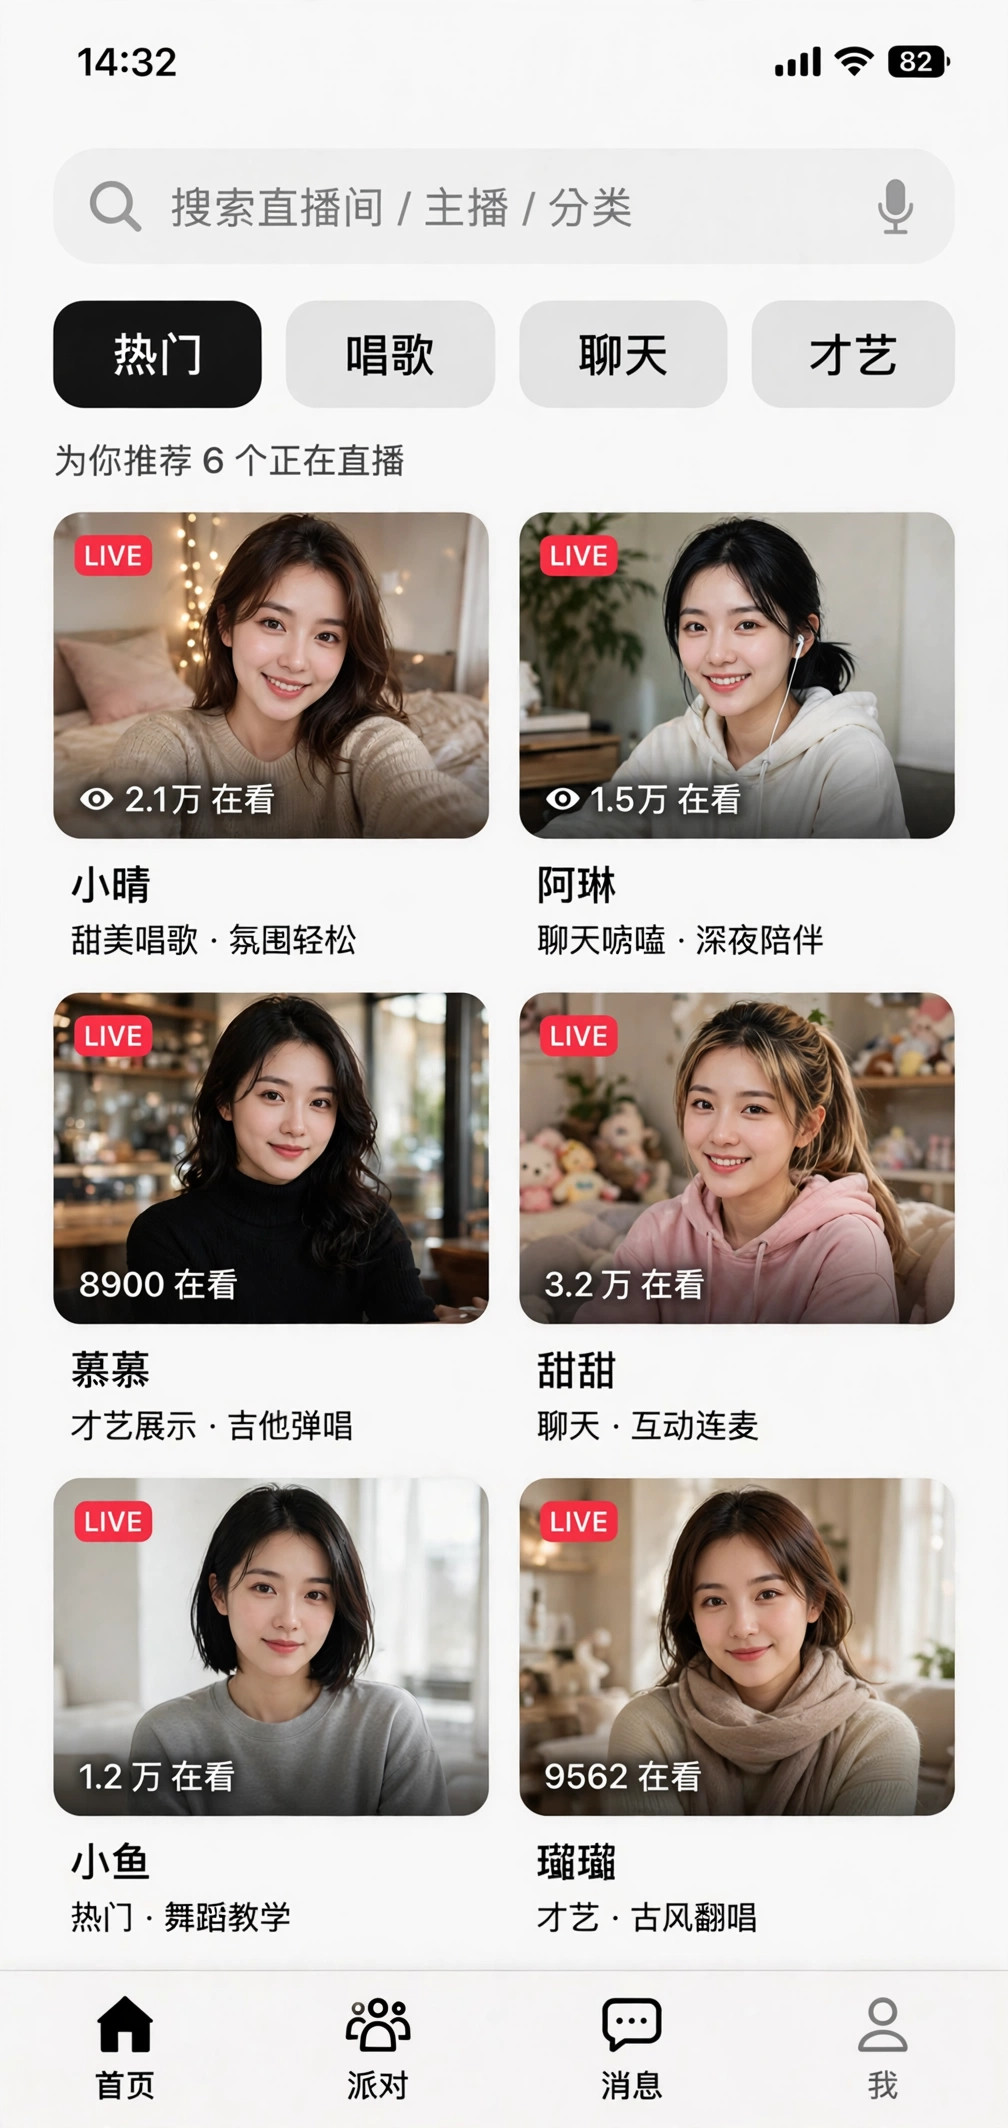 14:32
82
搜索直播间 / 主播 / 分类
热门 唱歌 聊天 才艺
为你推荐 6 个正在直播
LIVE LIVE
2.1万 在看 1.5万 在看
小晴 阿琳
甜美唱歌 · 氛围轻松 聊天唠嗑 · 深夜陪伴
LIVE LIVE
8900 在看 3.2 万 在看
慕慕 甜甜
才艺展示 · 吉他弹唱 聊天 · 互动连麦
LIVE LIVE
1.2 万 在看 9562 在看
小鱼
热门 · 舞蹈教学 才艺 · 古风翻唱
首页 派对 消息 我